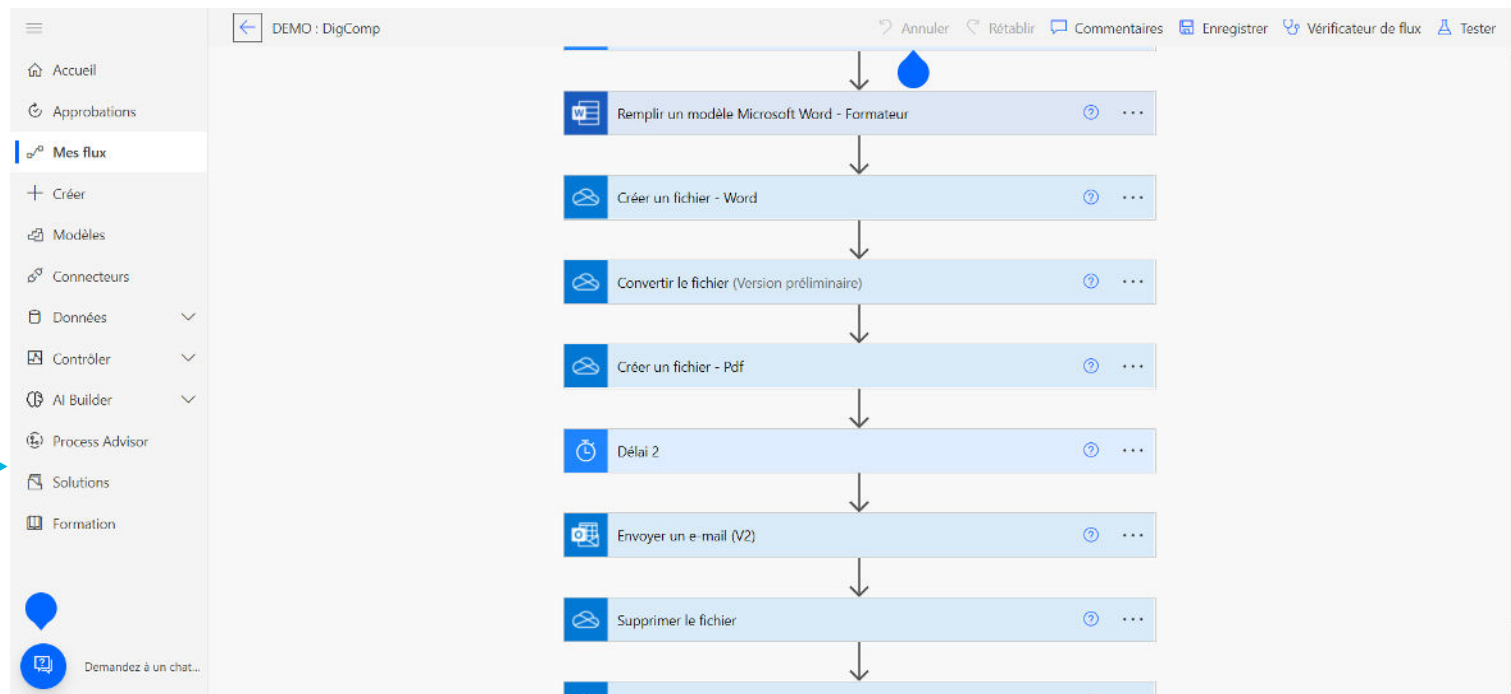 DEMO : DigComp
Annuler
Rétablir
Commentaires
Enregistrer
Vérificateur de flux
Tester
Accueil
Approbations
Mes flux
Créer
Modèles
Connecteurs
Données
Contrôler
AI Builder
Process Advisor
Solutions
Formation
Demandez à un chat...
Remplir un modèle Microsoft Word - Formateur
Créer un fichier - Word
Convertir le fichier (Version préliminaire)
Créer un fichier - Pdf
Délai 2
Envoyer un e-mail (V2)
Supprimer le fichier